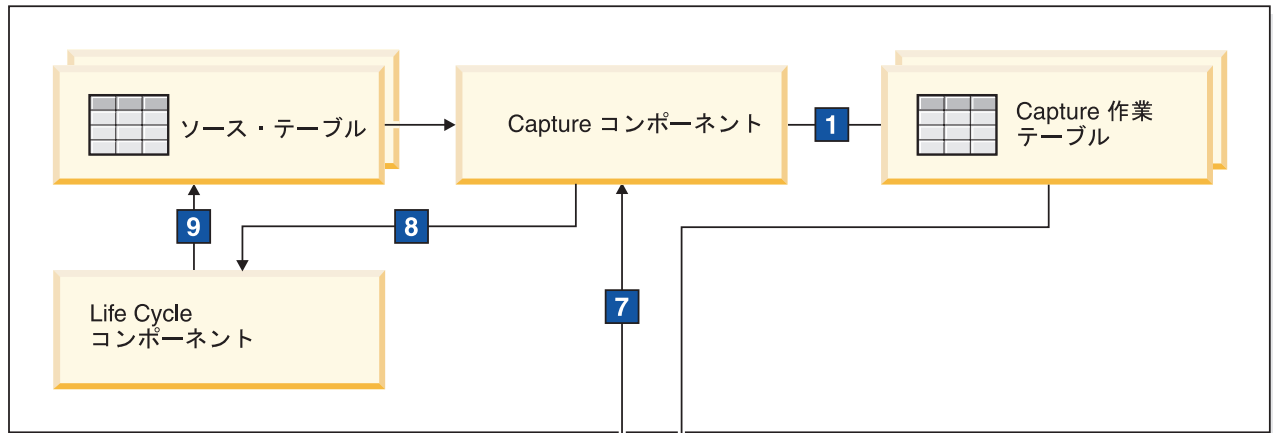 ソース・テーブル
Capture コンポーネント
1
Capture 作業
テーブル
9
8
7
Life Cycle
コンポーネント